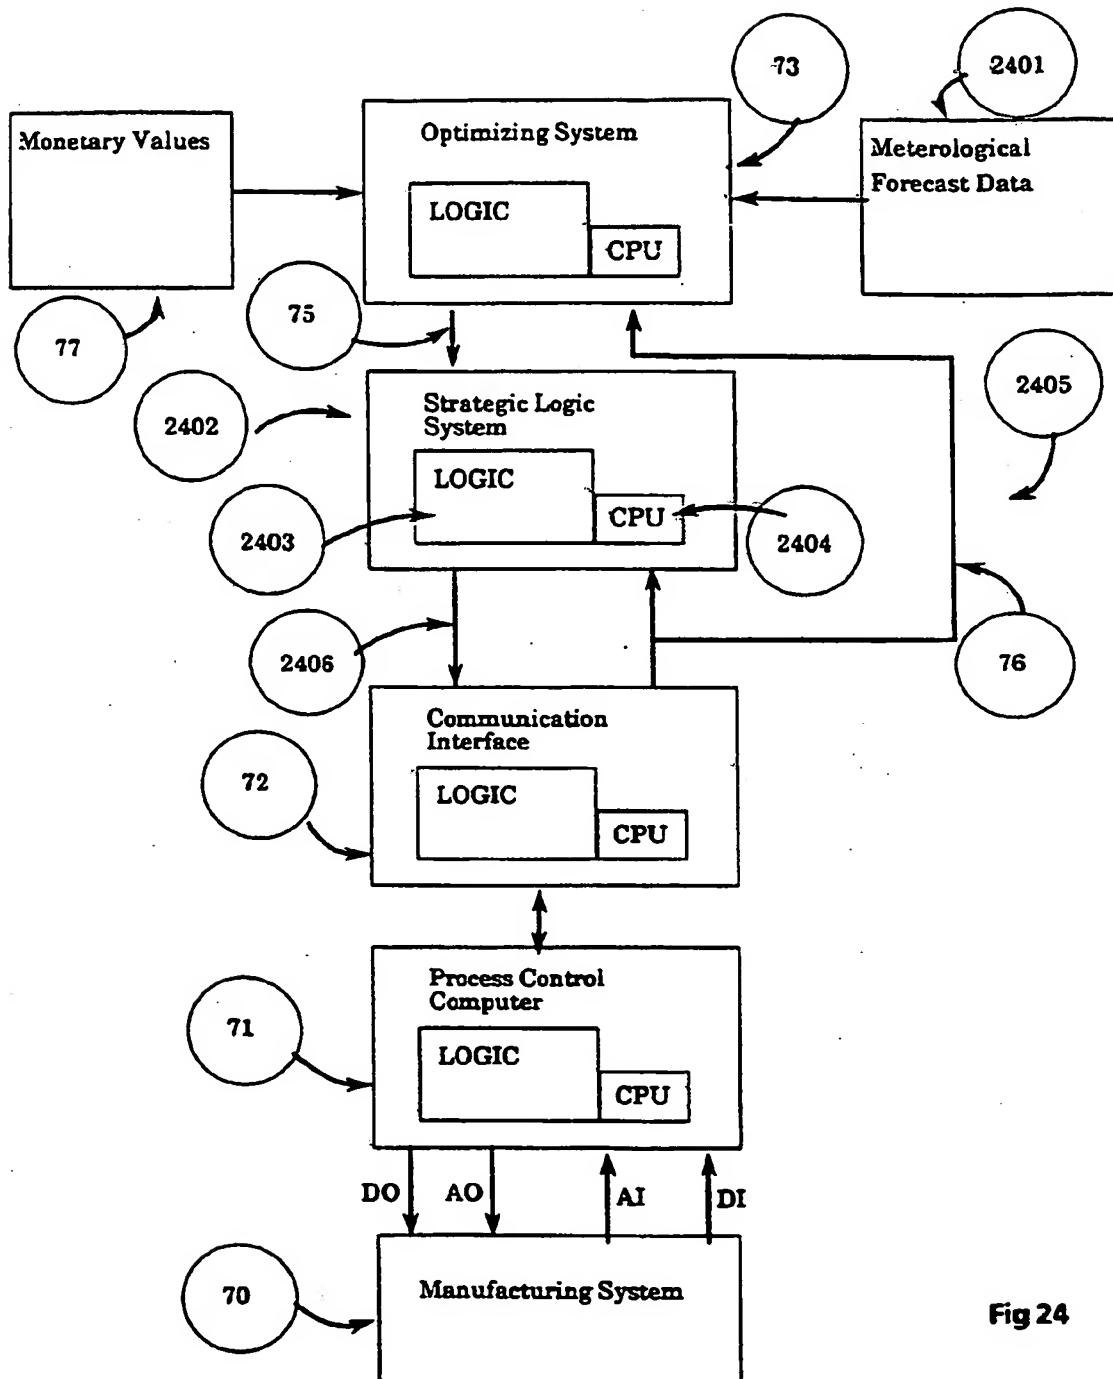 73
2401
Monetary Values
Optimizing System
Meterological
Forecast Data
LOGIC
CPU
77
75
2405
2402
Strategic Logic
System
LOGIC
CPU
2403
2404
2406
76
Communication
Interface
72
LOGIC
CPU
Process Control
Computer
71
LOGIC
CPU
DO
AO
AI
DI
70
Manufacturing System
Fig 24